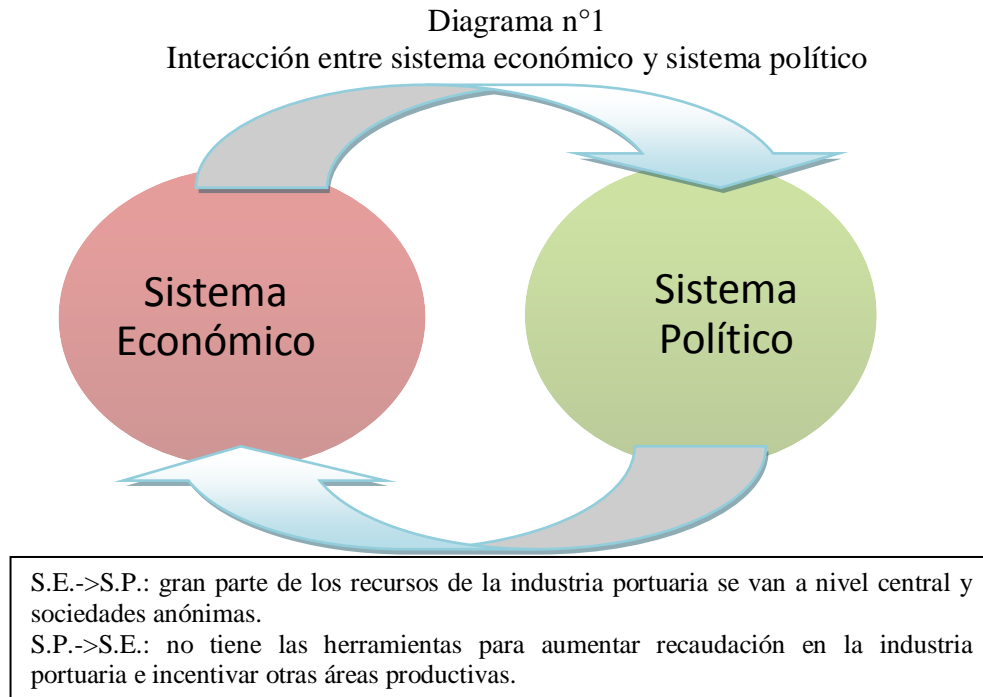 Diagrama n°1
Interacción entre sistema económico y sistema político
Sistema
Económico
Sistema
Político
S.E.->S.P.: gran parte de los recursos de la industria portuaria se van a nivel central y
sociedades anónimas.
S.P.->S.E.: no tiene las herramientas para aumentar recaudación en la industria
portuaria e incentivar otras áreas productivas.